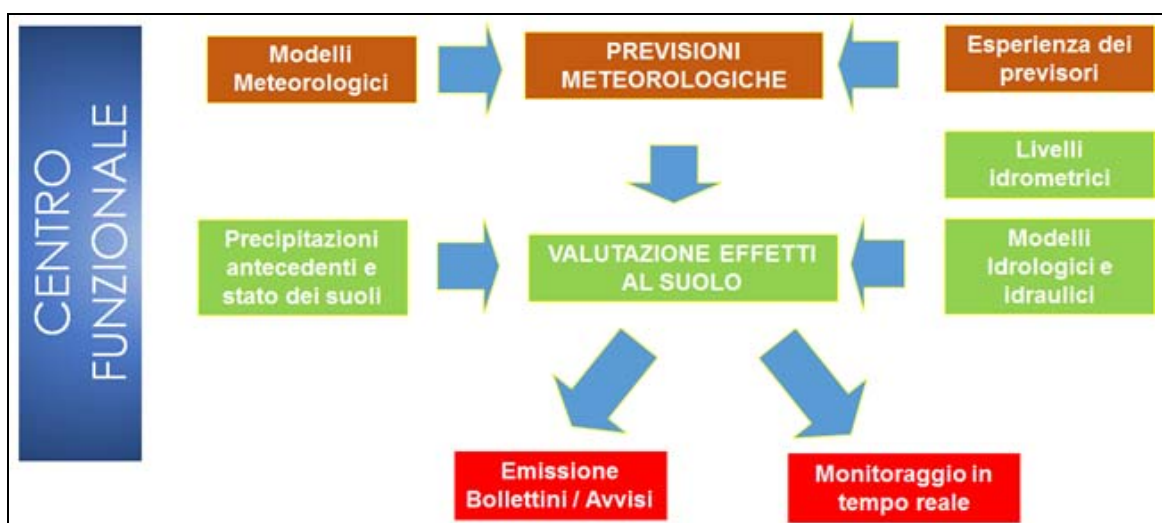 CENTRO
FUNZIONALE
Modelli
Meteorologici
PREVISIONI
METEOROLOGICHE
Esperienza dei
previsori
Livelli
idrometrici
Precipitazioni
antecedenti e
stato dei suoli
VALUTAZIONE EFFETTI
AL SUOLO
Modelli
Idrologici e
idraulici
Emissione
Bollettini / Avvisi
Monitoraggio in
tempo reale